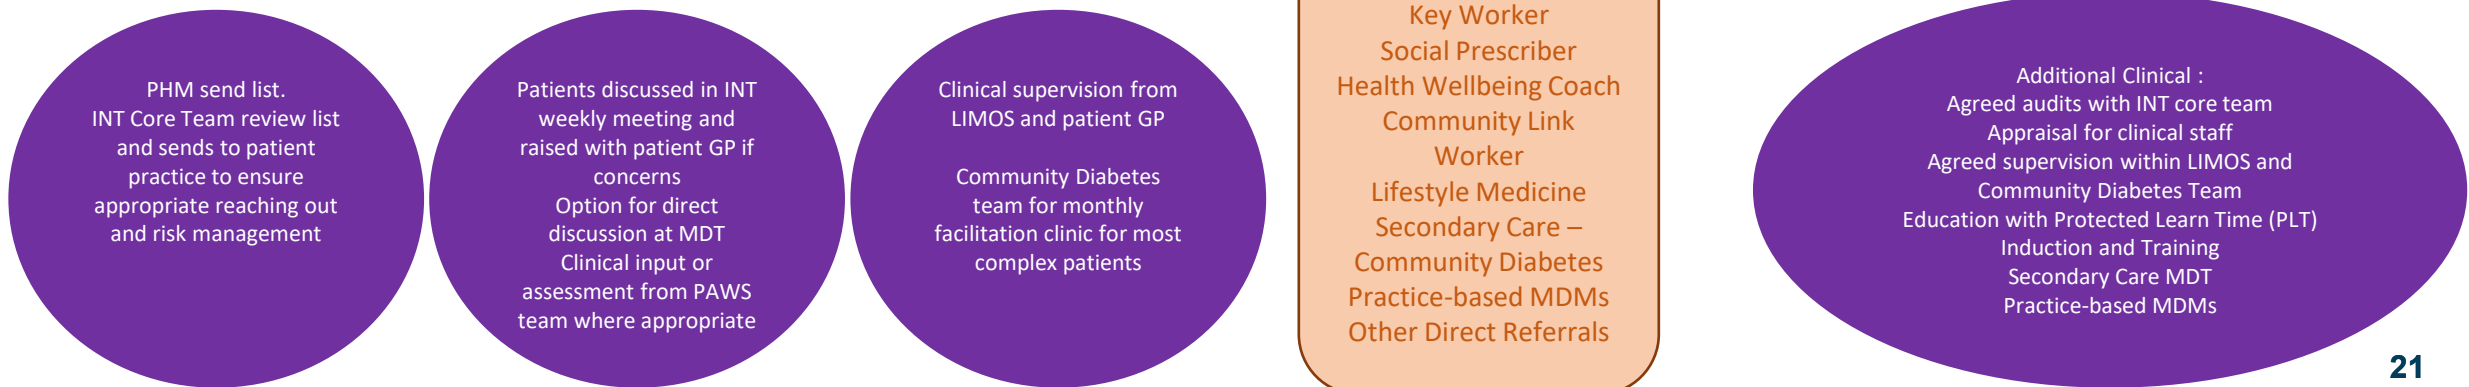 PHM send list.
INT Core Team review list
and sends to patient
practice to ensure
appropriate reaching out
and risk management
Patients discussed in INT
weekly meeting and
raised with patient GP if
concerns
Option for direct
discussion at MDT
Clinical input or
assessment from PAWS
team where appropriate
Clinical supervision from
LIMOS and patient GP
Community Diabetes
team for monthly
facilitation clinic for most
complex patients
Key Worker
Social Prescriber
Health Wellbeing Coach
Community Link
Worker
Lifestyle Medicine
Secondary Care –
Community Diabetes
Practice-based MDMs
Other Direct Referrals
Additional Clinical :
Agreed audits with INT core team
Appraisal for clinical staff
Agreed supervision within LIMOS and
Community Diabetes Team
Education with Protected Learn Time (PLT)
Induction and Training
Secondary Care MDT
Practice-based MDMs
21